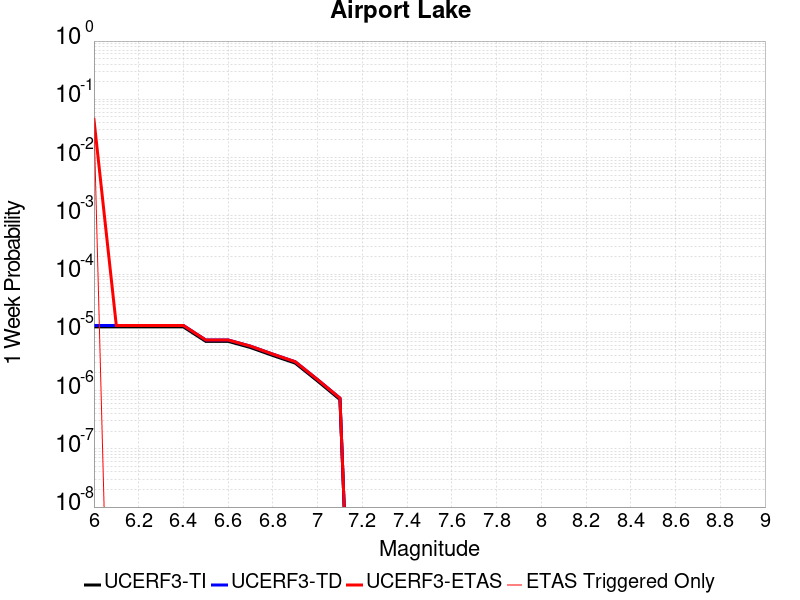 Airport Lake
10^0
10^-1
10^-2
10^-3
10^-4
10^-5
10^-6
10^-7
10^-8
1 Week Probability
6 6.2 6.4 6.6 6.8 7 7.2 7.4 7.6 7.8 8 8.2 8.4 8.6 8.8 9
Magnitude
UCERF3-TI UCERF3-TD UCERF3-ETAS ETAS Triggered Only